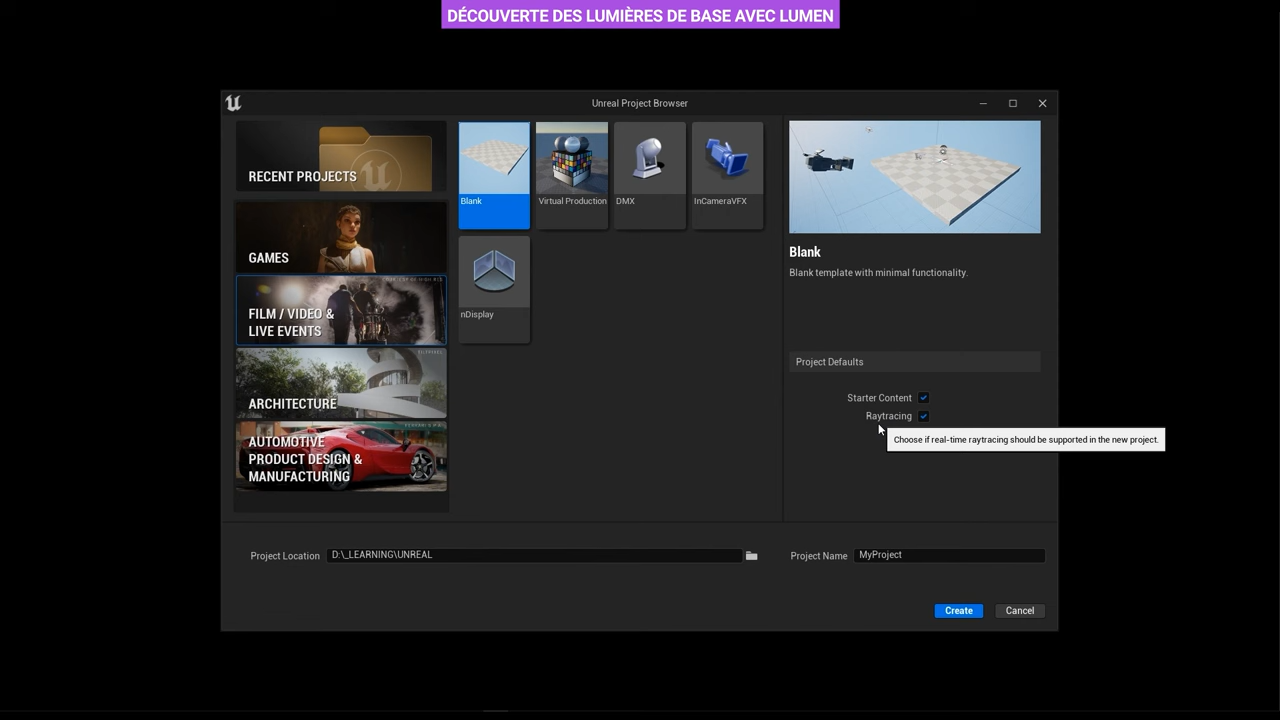 DÉCOUVERTE DES LUMIÈRES DE BASE AVEC LUMEN
Unreal Project Browser
RECENT PROJECTS
GAMES
FILM / VIDEO &
LIVE EVENTS
ARCHITECTURE
AUTOMOTIVE
PRODUCT DESIGN &
MANUFACTURING
Blank
Virtual Production
DMX
InCameraVFX
nDisplay
Blank
Blank template with minimal functionality.
Project Defaults
Starter Content
Raytracing
Choose if real-time raytracing should be supported in the new project.
Project Location
D:\_LEARNING\UNREAL
Project Name
MyProject
Create
Cancel